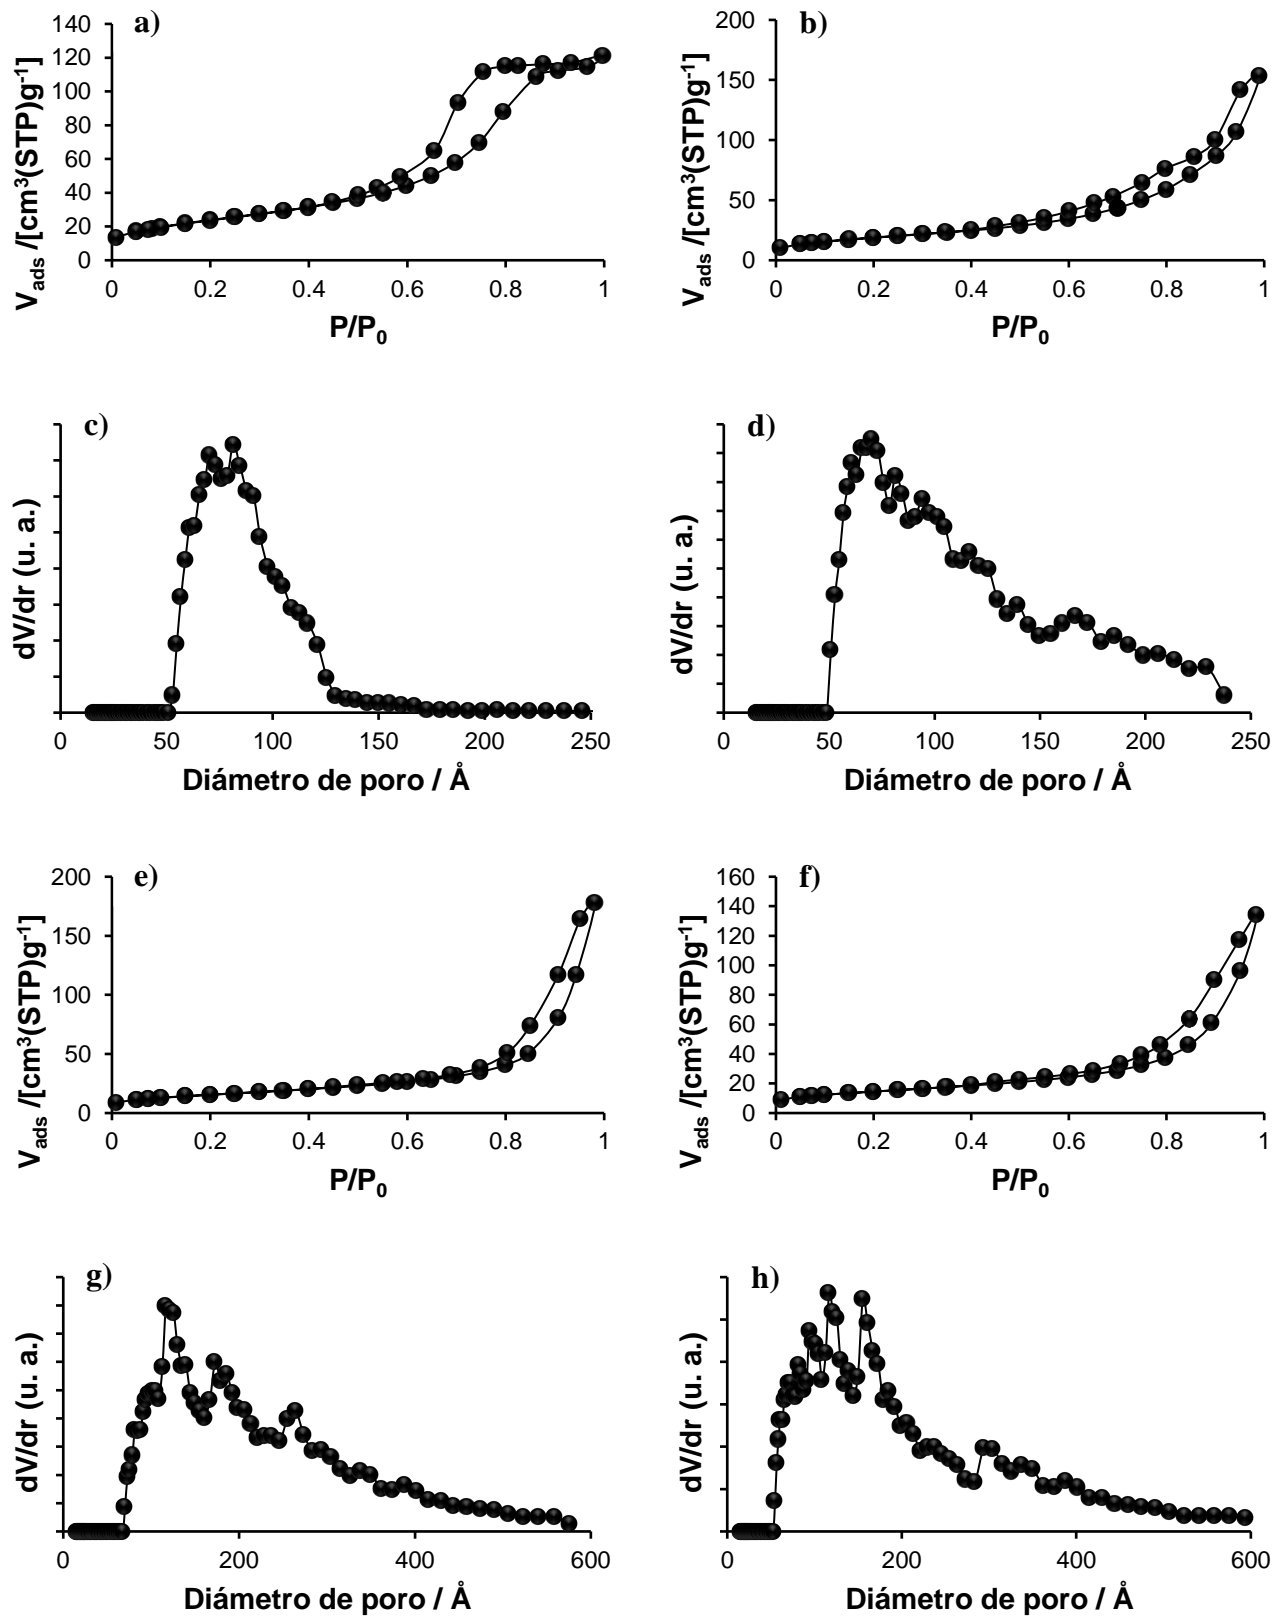 a)
V_ads /[cm³(STP)g⁻¹]
140
120
100
80
60
40
20
0
0 0.2 0.4 0.6 0.8 1
P/P₀
b)
V_ads /[cm³(STP)g⁻¹]
200
150
100
50
0
0 0.2 0.4 0.6 0.8 1
P/P₀
c)
dV/dr (u. a.)
0 50 100 150 200 250
Diámetro de poro / Å
d)
dV/dr (u. a.)
0 50 100 150 200 250
Diámetro de poro / Å
e)
V_ads /[cm³(STP)g⁻¹]
200
150
100
50
0
0 0.2 0.4 0.6 0.8 1
P/P₀
f)
V_ads /[cm³(STP)g⁻¹]
160
140
120
100
80
60
40
20
0
0 0.2 0.4 0.6 0.8 1
P/P₀
g)
dV/dr (u. a.)
0 200 400 600
Diámetro de poro / Å
h)
dV/dr (u. a.)
0 200 400 600
Diámetro de poro / Å